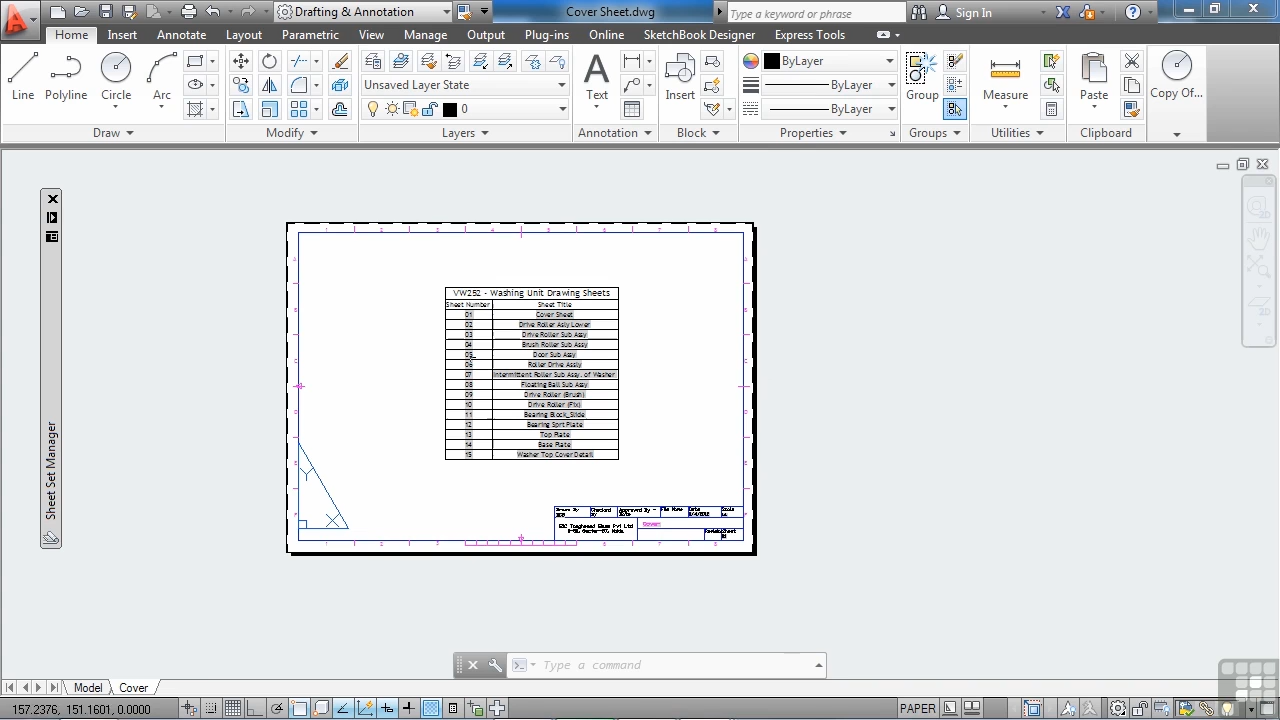 Drafting & Annotation
Cover Sheet.dwg
Type a keyword or phrase
Sign In
Home
Insert
Annotate
Layout
Parametric
View
Manage
Output
Plug-ins
Online
SketchBook Designer
Express Tools
Line
Polyline
Circle
Arc
Unsaved Layer State
0
Text
Insert
ByLayer
ByLayer
ByLayer
Group
Measure
Paste
Copy Of...
Draw
Modify
Layers
Annotation
Block
Properties
Groups
Utilities
Clipboard
Sheet Set Manager
VW252 - Washing Unit Drawing Sheets
Sheet Number Sheet Title
01 Cover Sheet
02 Drive Roller Asly Lower
03 Drive Roller Sub Assy
04 Brush Roller Sub Assy
05 Door Sub Assy
06 Roller Drive Assly
07 Intermittent Roller Sub Assy. of Washer
08 Floating Ball Sub Assy
09 Drive Roller (Brush)
10 Drive Roller (Fix)
11 Bearing Block_Slide
12 Bearing Sprt Plate
13 Top Plate
14 Base Plate
15 Washer Top Cover Detail
Y
X
File Name
Date
Scale
Cover
Type a command
Model
Cover
157.2376, 151.1601, 0.0000
PAPER